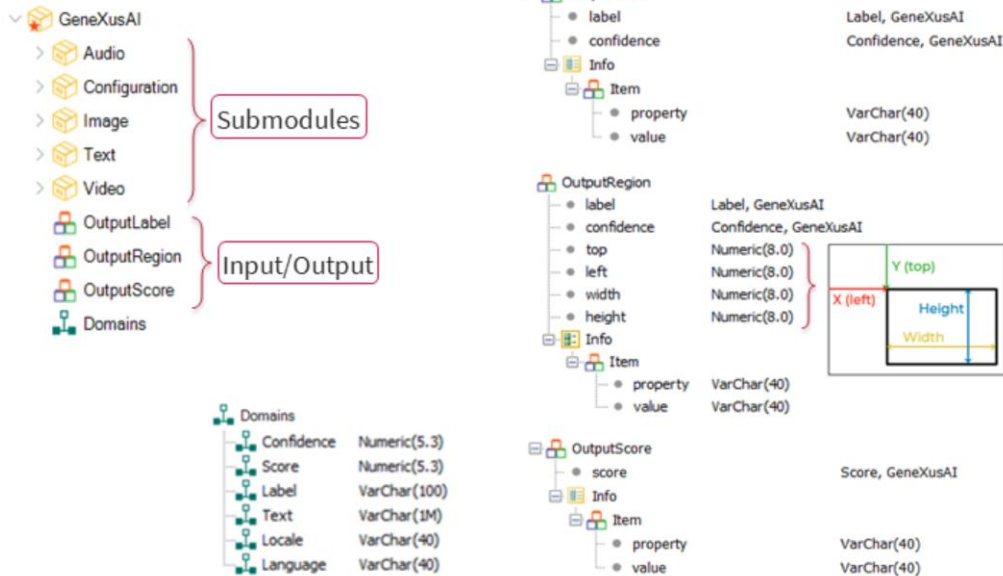 GeneXusAI
Audio
Configuration
Image
Text
Video
OutputLabel
OutputRegion
OutputScore
Domains
Submodules
Input/Output
Domains
Confidence Numeric(5.3)
Score Numeric(5.3)
Label VarChar(100)
Text VarChar(1M)
Locale VarChar(40)
Language VarChar(40)
label Label, GeneXusAI
confidence Confidence, GeneXusAI
Info
Item
property VarChar(40)
value VarChar(40)
OutputRegion
label Label, GeneXusAI
confidence Confidence, GeneXusAI
top Numeric(8.0)
left Numeric(8.0)
width Numeric(8.0)
height Numeric(8.0)
Info
Item
property VarChar(40)
value VarChar(40)
Y (top)
X (left)
Height
Width
OutputScore
score Score, GeneXusAI
Info
Item
property VarChar(40)
value VarChar(40)